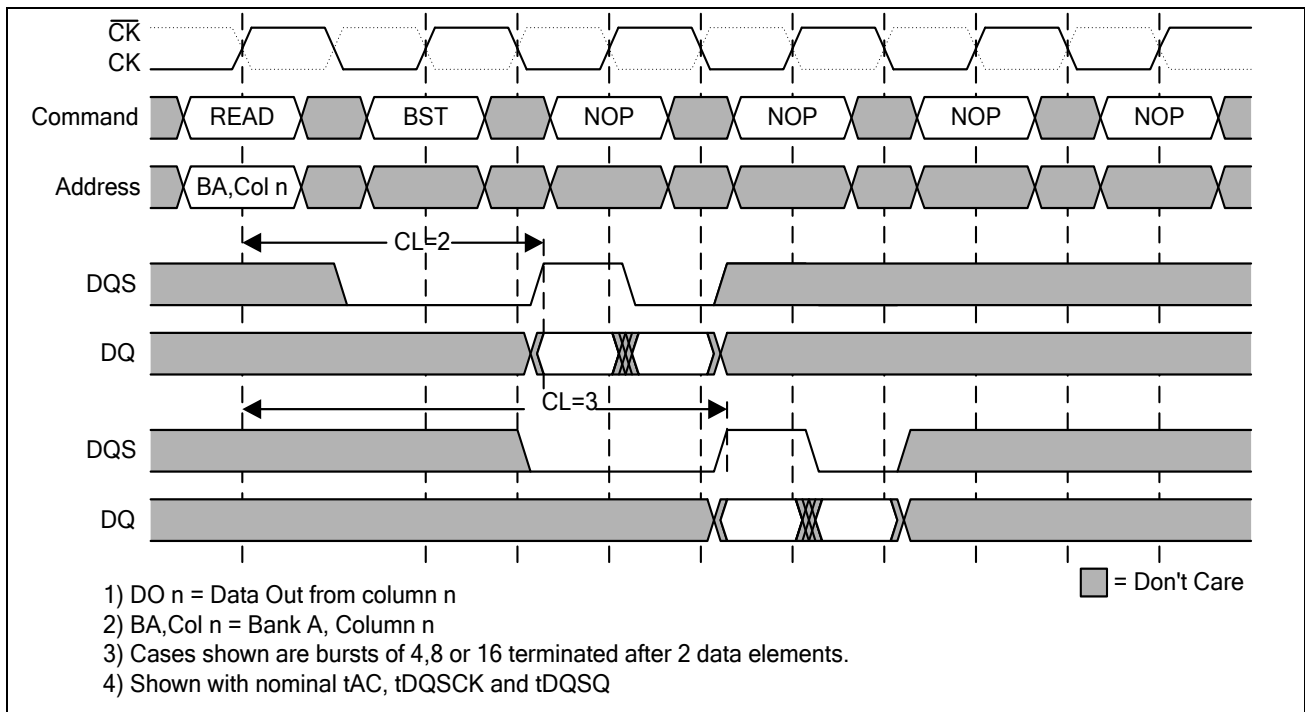 C̅K̅
CK
Command READ BST NOP NOP NOP NOP
Address BA,Col n
CL=2
DQS
DQ
CL=3
DQS
DQ
1) DO n = Data Out from column n
= Don't Care
2) BA,Col n = Bank A, Column n
3) Cases shown are bursts of 4,8 or 16 terminated after 2 data elements.
4) Shown with nominal tAC, tDQSCK and tDQSQ